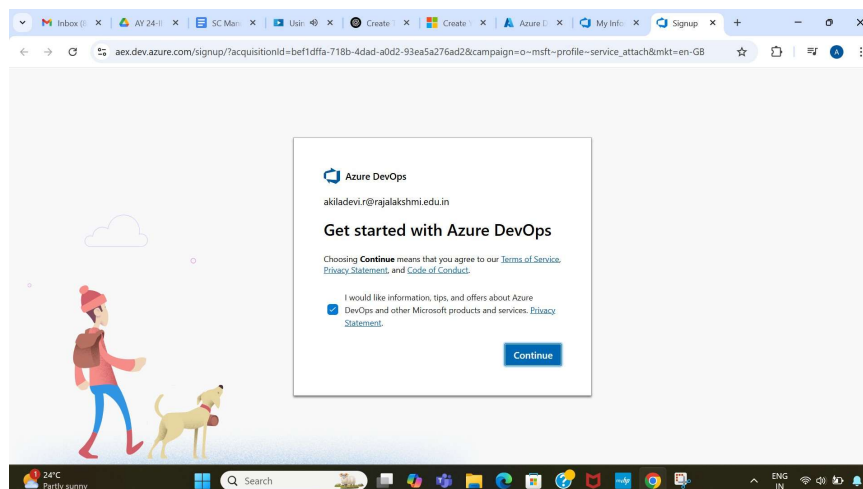 Inbox (
AY 24-
SC Man
Usin
Create
Create
Azure D
My Info
Signup
aex.dev.azure.com/signup/?acquisitionId=bef1dffa-718b-4dad-a0d2-93ea5a276ad2&campaign=o~msft~profile~service_attach&mkt=en-GB
A
Azure DevOps
akiladevi.r@rajalakshmi.edu.in
Get started with Azure DevOps
Choosing Continue means that you agree to our Terms of Service,
Privacy Statement, and Code of Conduct.
I would like information, tips, and offers about Azure
DevOps and other Microsoft products and services. Privacy
Statement.
Continue
1
24°C
Partly sunny
Search
ENG
IN